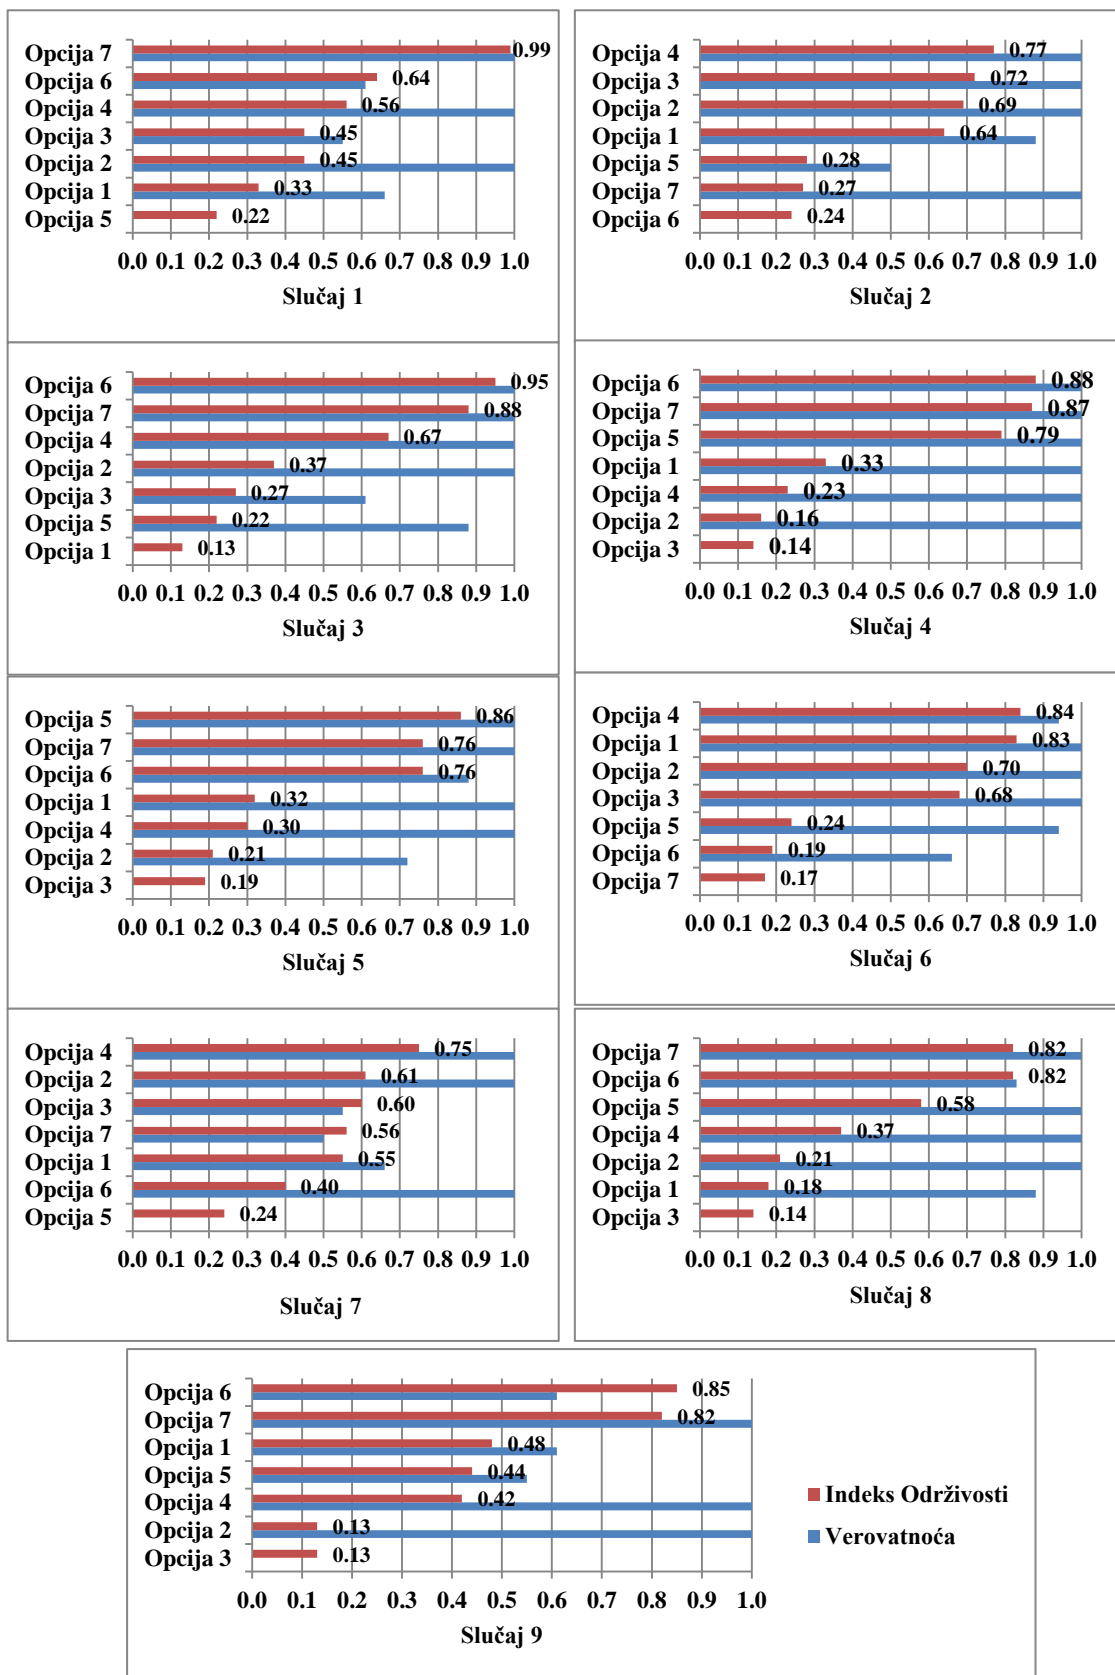 Opcija 7 0.99
Opcija 6 0.64
Opcija 4 0.56
Opcija 3 0.45
Opcija 2 0.45
Opcija 1 0.33
Opcija 5 0.22
0.0 0.1 0.2 0.3 0.4 0.5 0.6 0.7 0.8 0.9 1.0
Slučaj 1
Opcija 4 0.77
Opcija 3 0.72
Opcija 2 0.69
Opcija 1 0.64
Opcija 5 0.28
Opcija 7 0.27
Opcija 6 0.24
0.0 0.1 0.2 0.3 0.4 0.5 0.6 0.7 0.8 0.9 1.0
Slučaj 2
Opcija 6 0.95
Opcija 7 0.88
Opcija 4 0.67
Opcija 2 0.37
Opcija 3 0.27
Opcija 5 0.22
Opcija 1 0.13
0.0 0.1 0.2 0.3 0.4 0.5 0.6 0.7 0.8 0.9 1.0
Slučaj 3
Opcija 6 0.88
Opcija 7 0.87
Opcija 5 0.79
Opcija 1 0.33
Opcija 4 0.23
Opcija 2 0.16
Opcija 3 0.14
0.0 0.1 0.2 0.3 0.4 0.5 0.6 0.7 0.8 0.9 1.0
Slučaj 4
Opcija 5 0.86
Opcija 7 0.76
Opcija 6 0.76
Opcija 1 0.32
Opcija 4 0.30
Opcija 2 0.21
Opcija 3 0.19
0.0 0.1 0.2 0.3 0.4 0.5 0.6 0.7 0.8 0.9 1.0
Slučaj 5
Opcija 4 0.84
Opcija 1 0.83
Opcija 2 0.70
Opcija 3 0.68
Opcija 5 0.24
Opcija 6 0.19
Opcija 7 0.17
0.0 0.1 0.2 0.3 0.4 0.5 0.6 0.7 0.8 0.9 1.0
Slučaj 6
Opcija 4 0.75
Opcija 2 0.61
Opcija 3 0.60
Opcija 7 0.56
Opcija 1 0.55
Opcija 6 0.40
Opcija 5 0.24
0.0 0.1 0.2 0.3 0.4 0.5 0.6 0.7 0.8 0.9 1.0
Slučaj 7
Opcija 7 0.82
Opcija 6 0.82
Opcija 5 0.58
Opcija 4 0.37
Opcija 2 0.21
Opcija 1 0.18
Opcija 3 0.14
0.0 0.1 0.2 0.3 0.4 0.5 0.6 0.7 0.8 0.9 1.0
Slučaj 8
Opcija 6 0.85
Opcija 7 0.82
Opcija 1 0.48
Opcija 5 0.44
Opcija 4 0.42
Opcija 2 0.13
Opcija 3 0.13
0.0 0.1 0.2 0.3 0.4 0.5 0.6 0.7 0.8 0.9 1.0
Slučaj 9
Indeks Održivosti
Verovatnoća